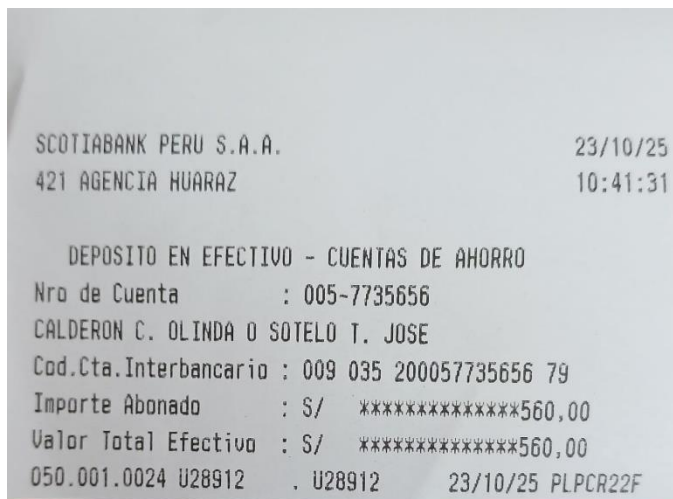 SCOTIABANK PERU S.A.A. 23/10/25
421 AGENCIA HUARAZ 10:41:31
DEPOSITO EN EFECTIVO - CUENTAS DE AHORRO
Nro de Cuenta : 005-7735656
CALDERON C. OLINDA O SOTELO T. JOSE
Cod.Cta.Interbancario : 009 035 200057735656 79
Importe Abonado : S/ **************560,00
Valor Total Efectivo : S/ **************560,00
050.001.0024 U28912 . U28912 23/10/25 PLPCR22F